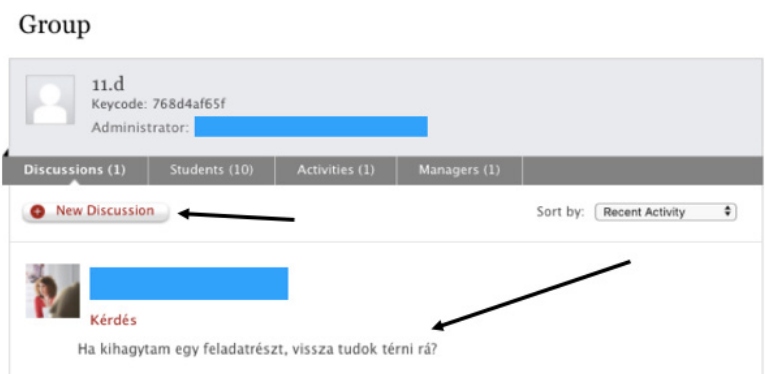 Group
11.d
Keycode: 768d4af65f
Administrator:
Discussions (1) Students (10) Activities (1) Managers (1)
New Discussion Sort by: Recent Activity
Kérdés
Ha kihagytam egy feladatrészt, vissza tudok térni rá?